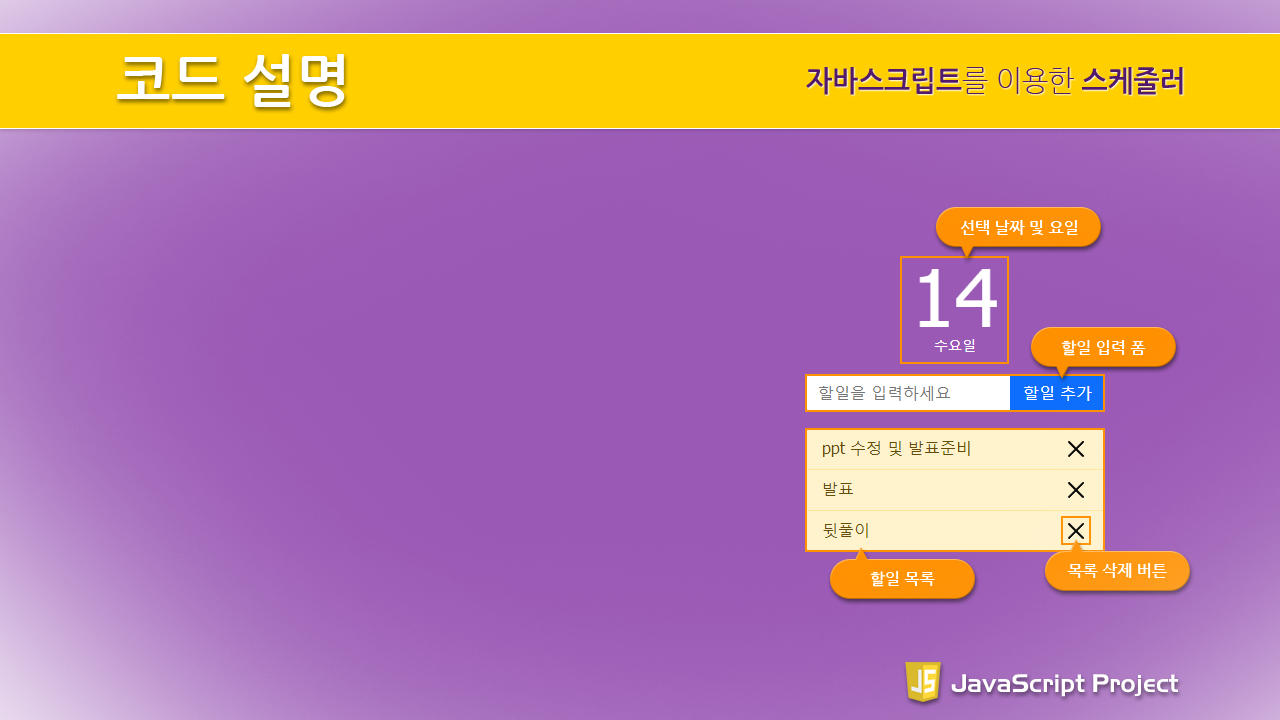 코드 설명
자바스크립트를 이용한 스케줄러
선택 날짜 및 요일
14
수요일
할일 입력 폼
할일을 입력하세요
할일 추가
ppt 수정 및 발표준비
발표
뒷풀이
할일 목록
목록 삭제 버튼
JS JavaScript Project